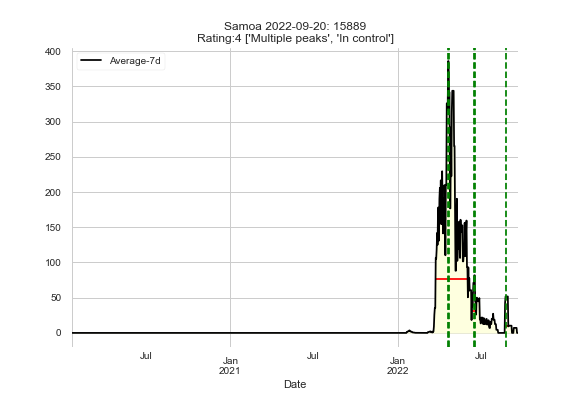 Samoa 2022-09-20: 15889
Rating:4 ['Multiple peaks', 'In control']
400
350
300
250
200
150
100
50
0
Average-7d
Jul
Jan
2021
Jul
Jan
2022
Jul
Date